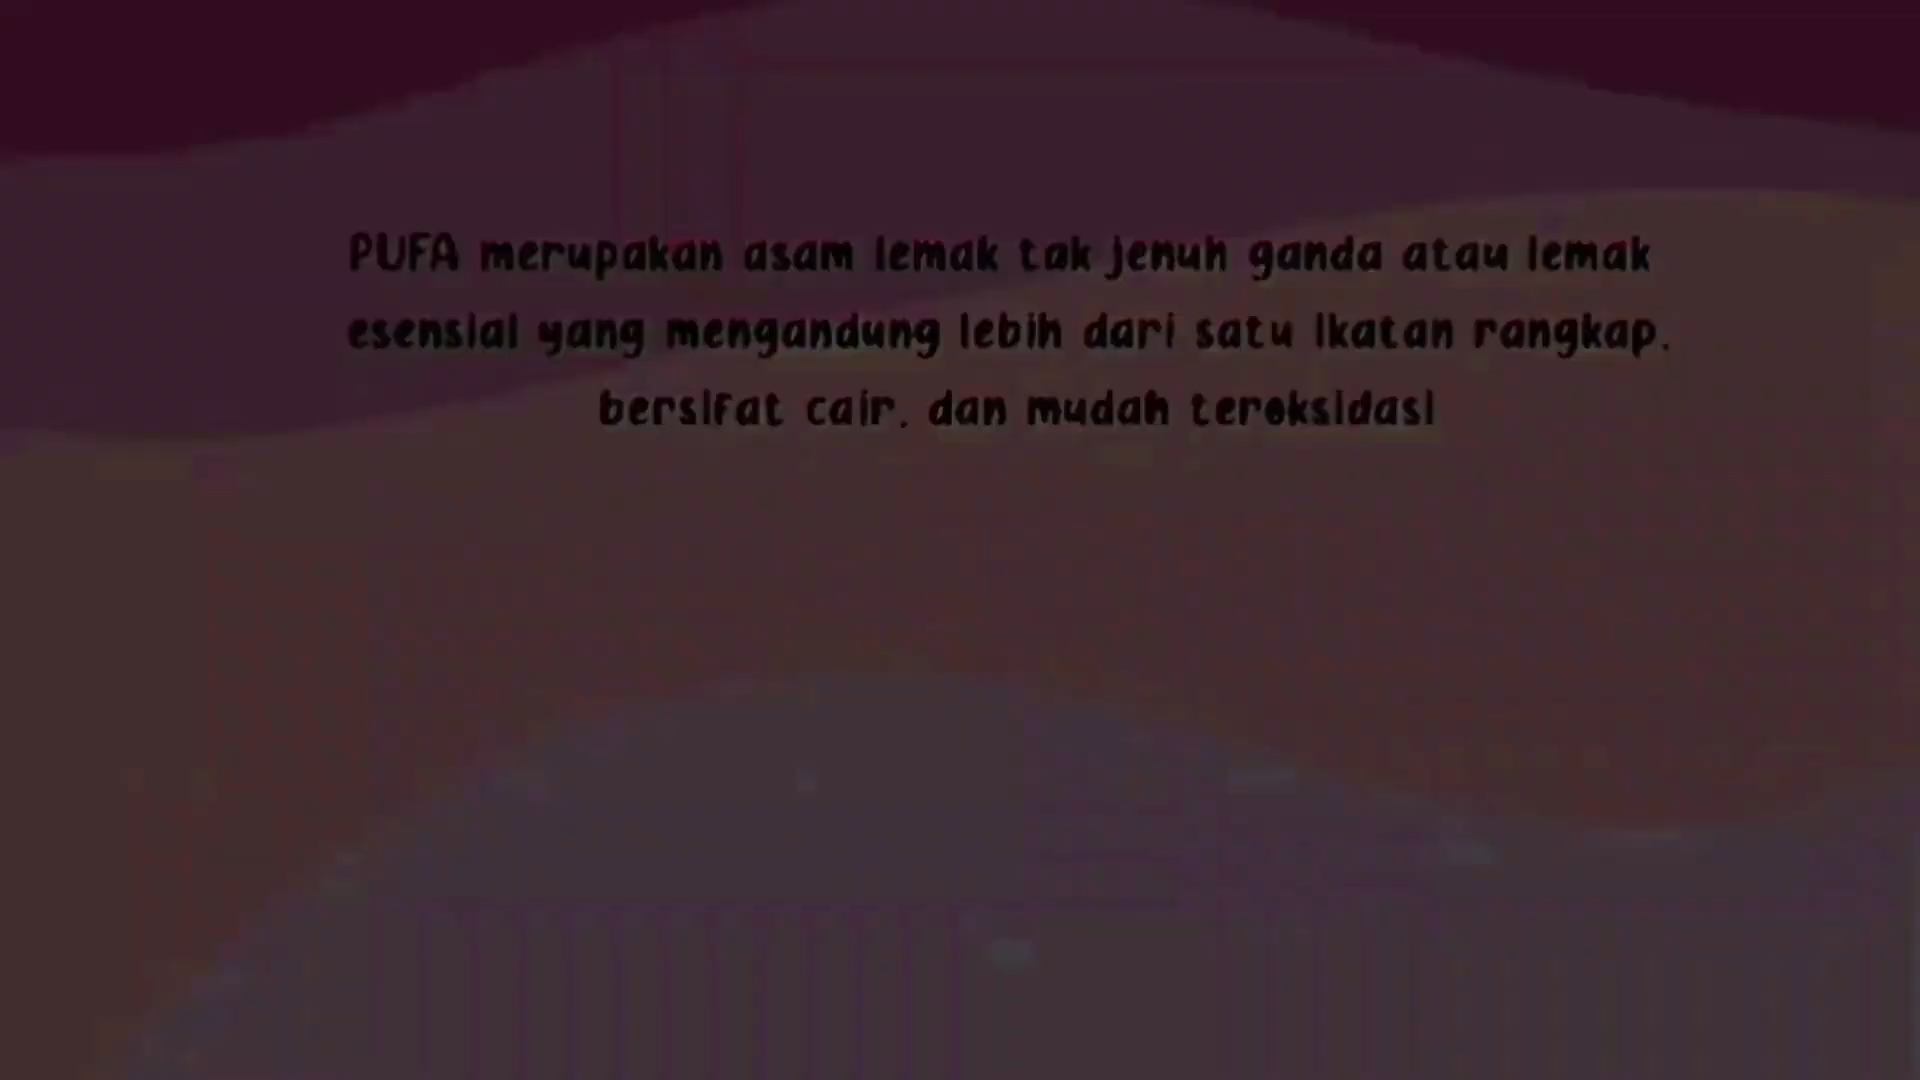 PUFA merupakan asam lemak tak jenuh ganda atau lemak
esensial yang mengandung lebih dari satu ikatan rangkap,
bersifat cair, dan mudah teroksidasi